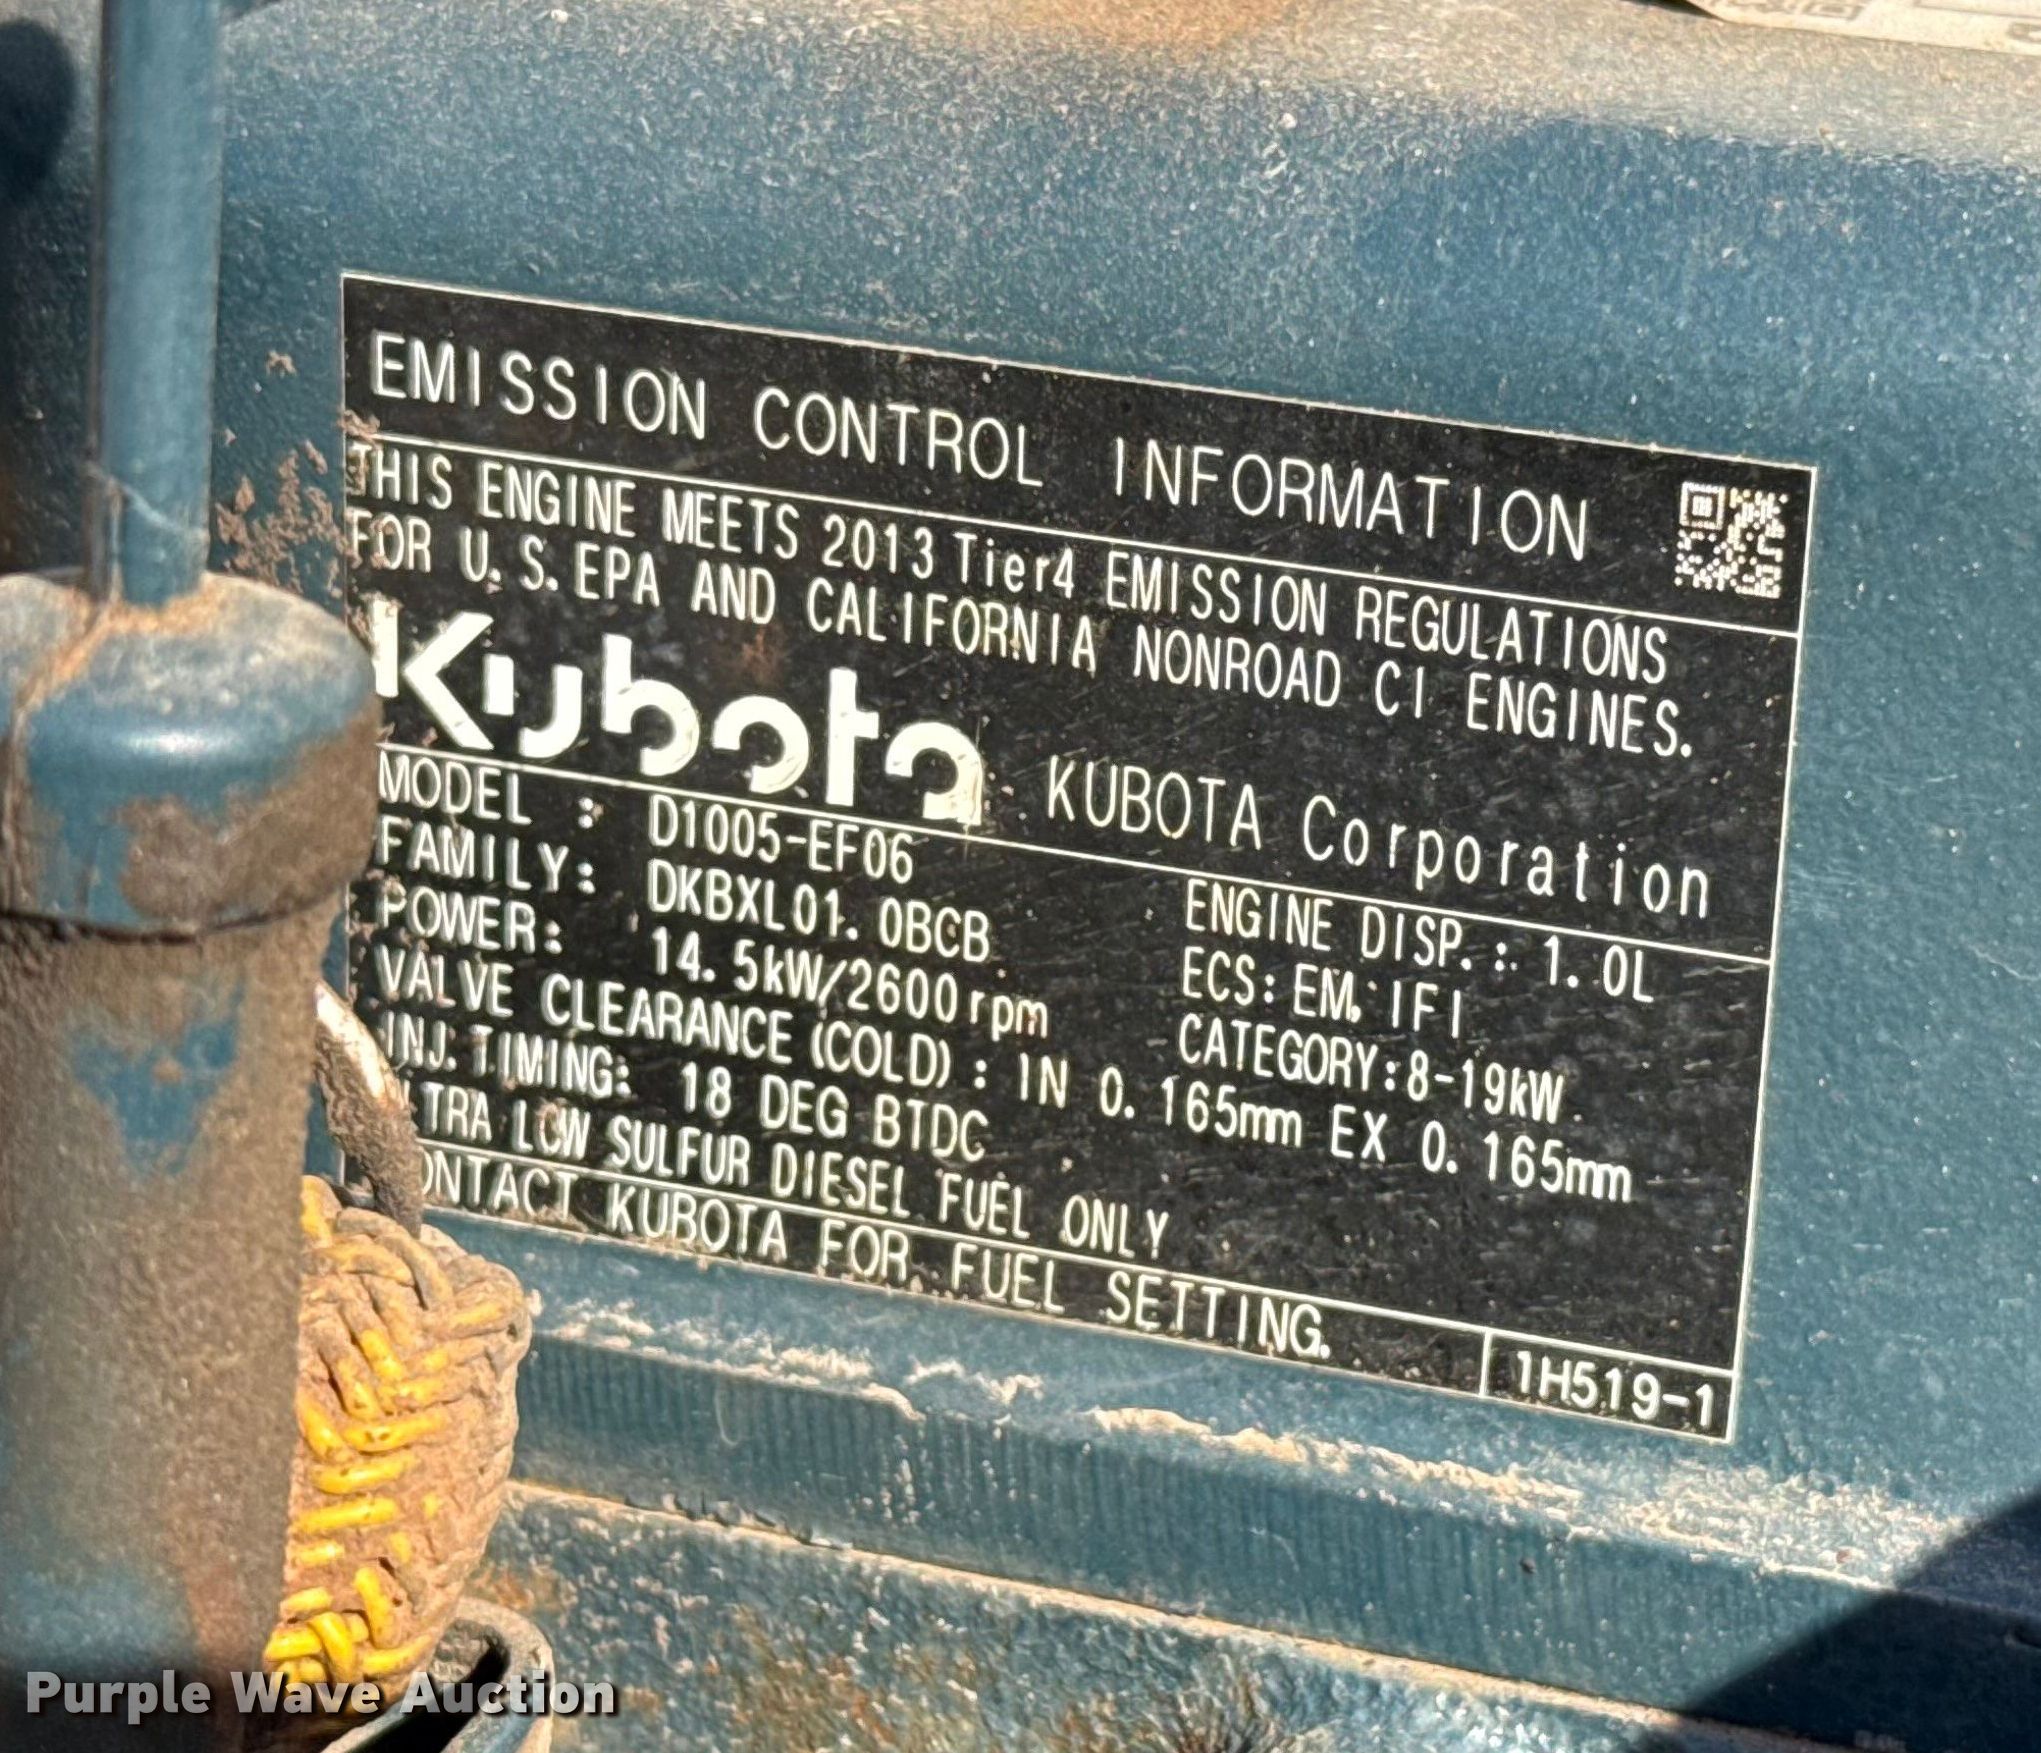 EMISSION CONTROL INFORMATION
THIS ENGINE MEETS 2013 Tier4 EMISSION REGULATIONS
FOR U.S.EPA AND CALIFORNIA NONROAD CI ENGINES.
Kubota KUBOTA Corporation
MODEL : D1005-EF06
FAMILY: DKBXL01.0BCB ENGINE DISP.: 1.0L
POWER: 14.5kW/2600rpm ECS: EM, IFI
CATEGORY:8-19kW
VALVE CLEARANCE (COLD) : IN 0.165mm EX 0.165mm
INJ. TIMING: 18 DEG BTDC
LTRA LOW SULFUR DIESEL FUEL ONLY
ONTACT KUBOTA FOR FUEL SETTING.
1H519-1
Purple Wave Auction